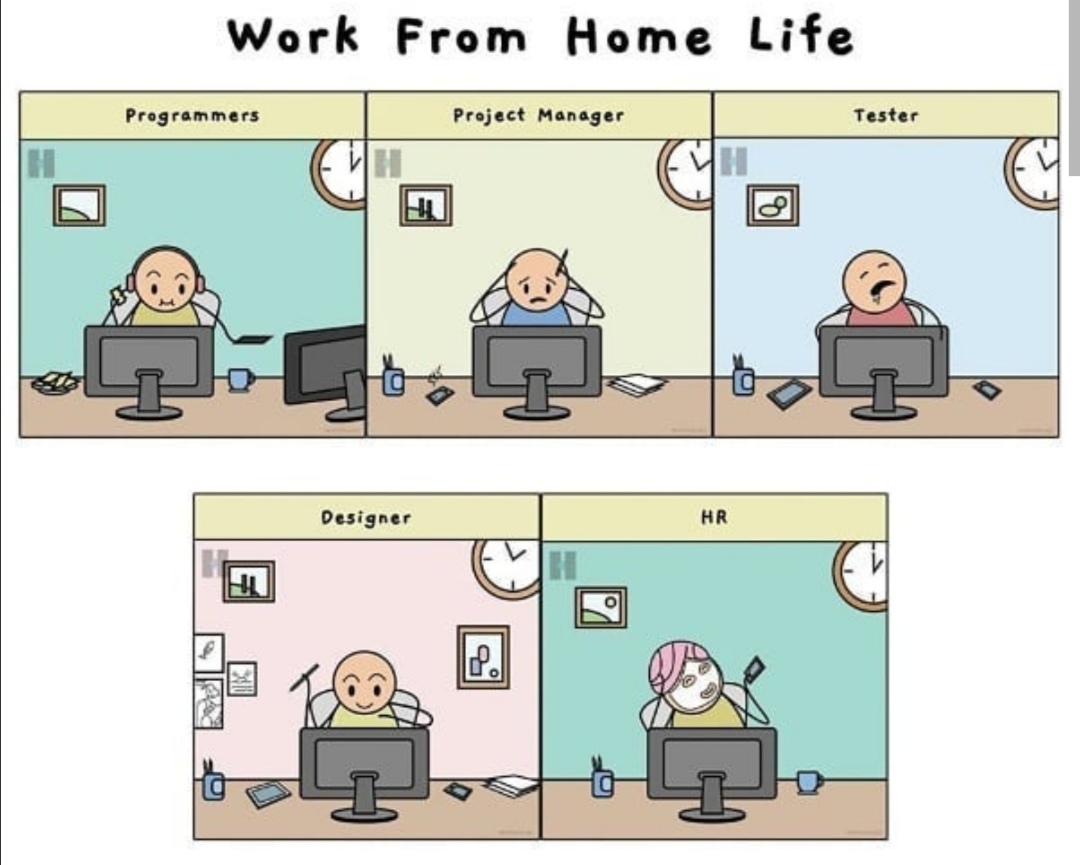 Work From Home Life
Programmers
Project Manager
Tester
H
H
H
Designer
HR
H
H